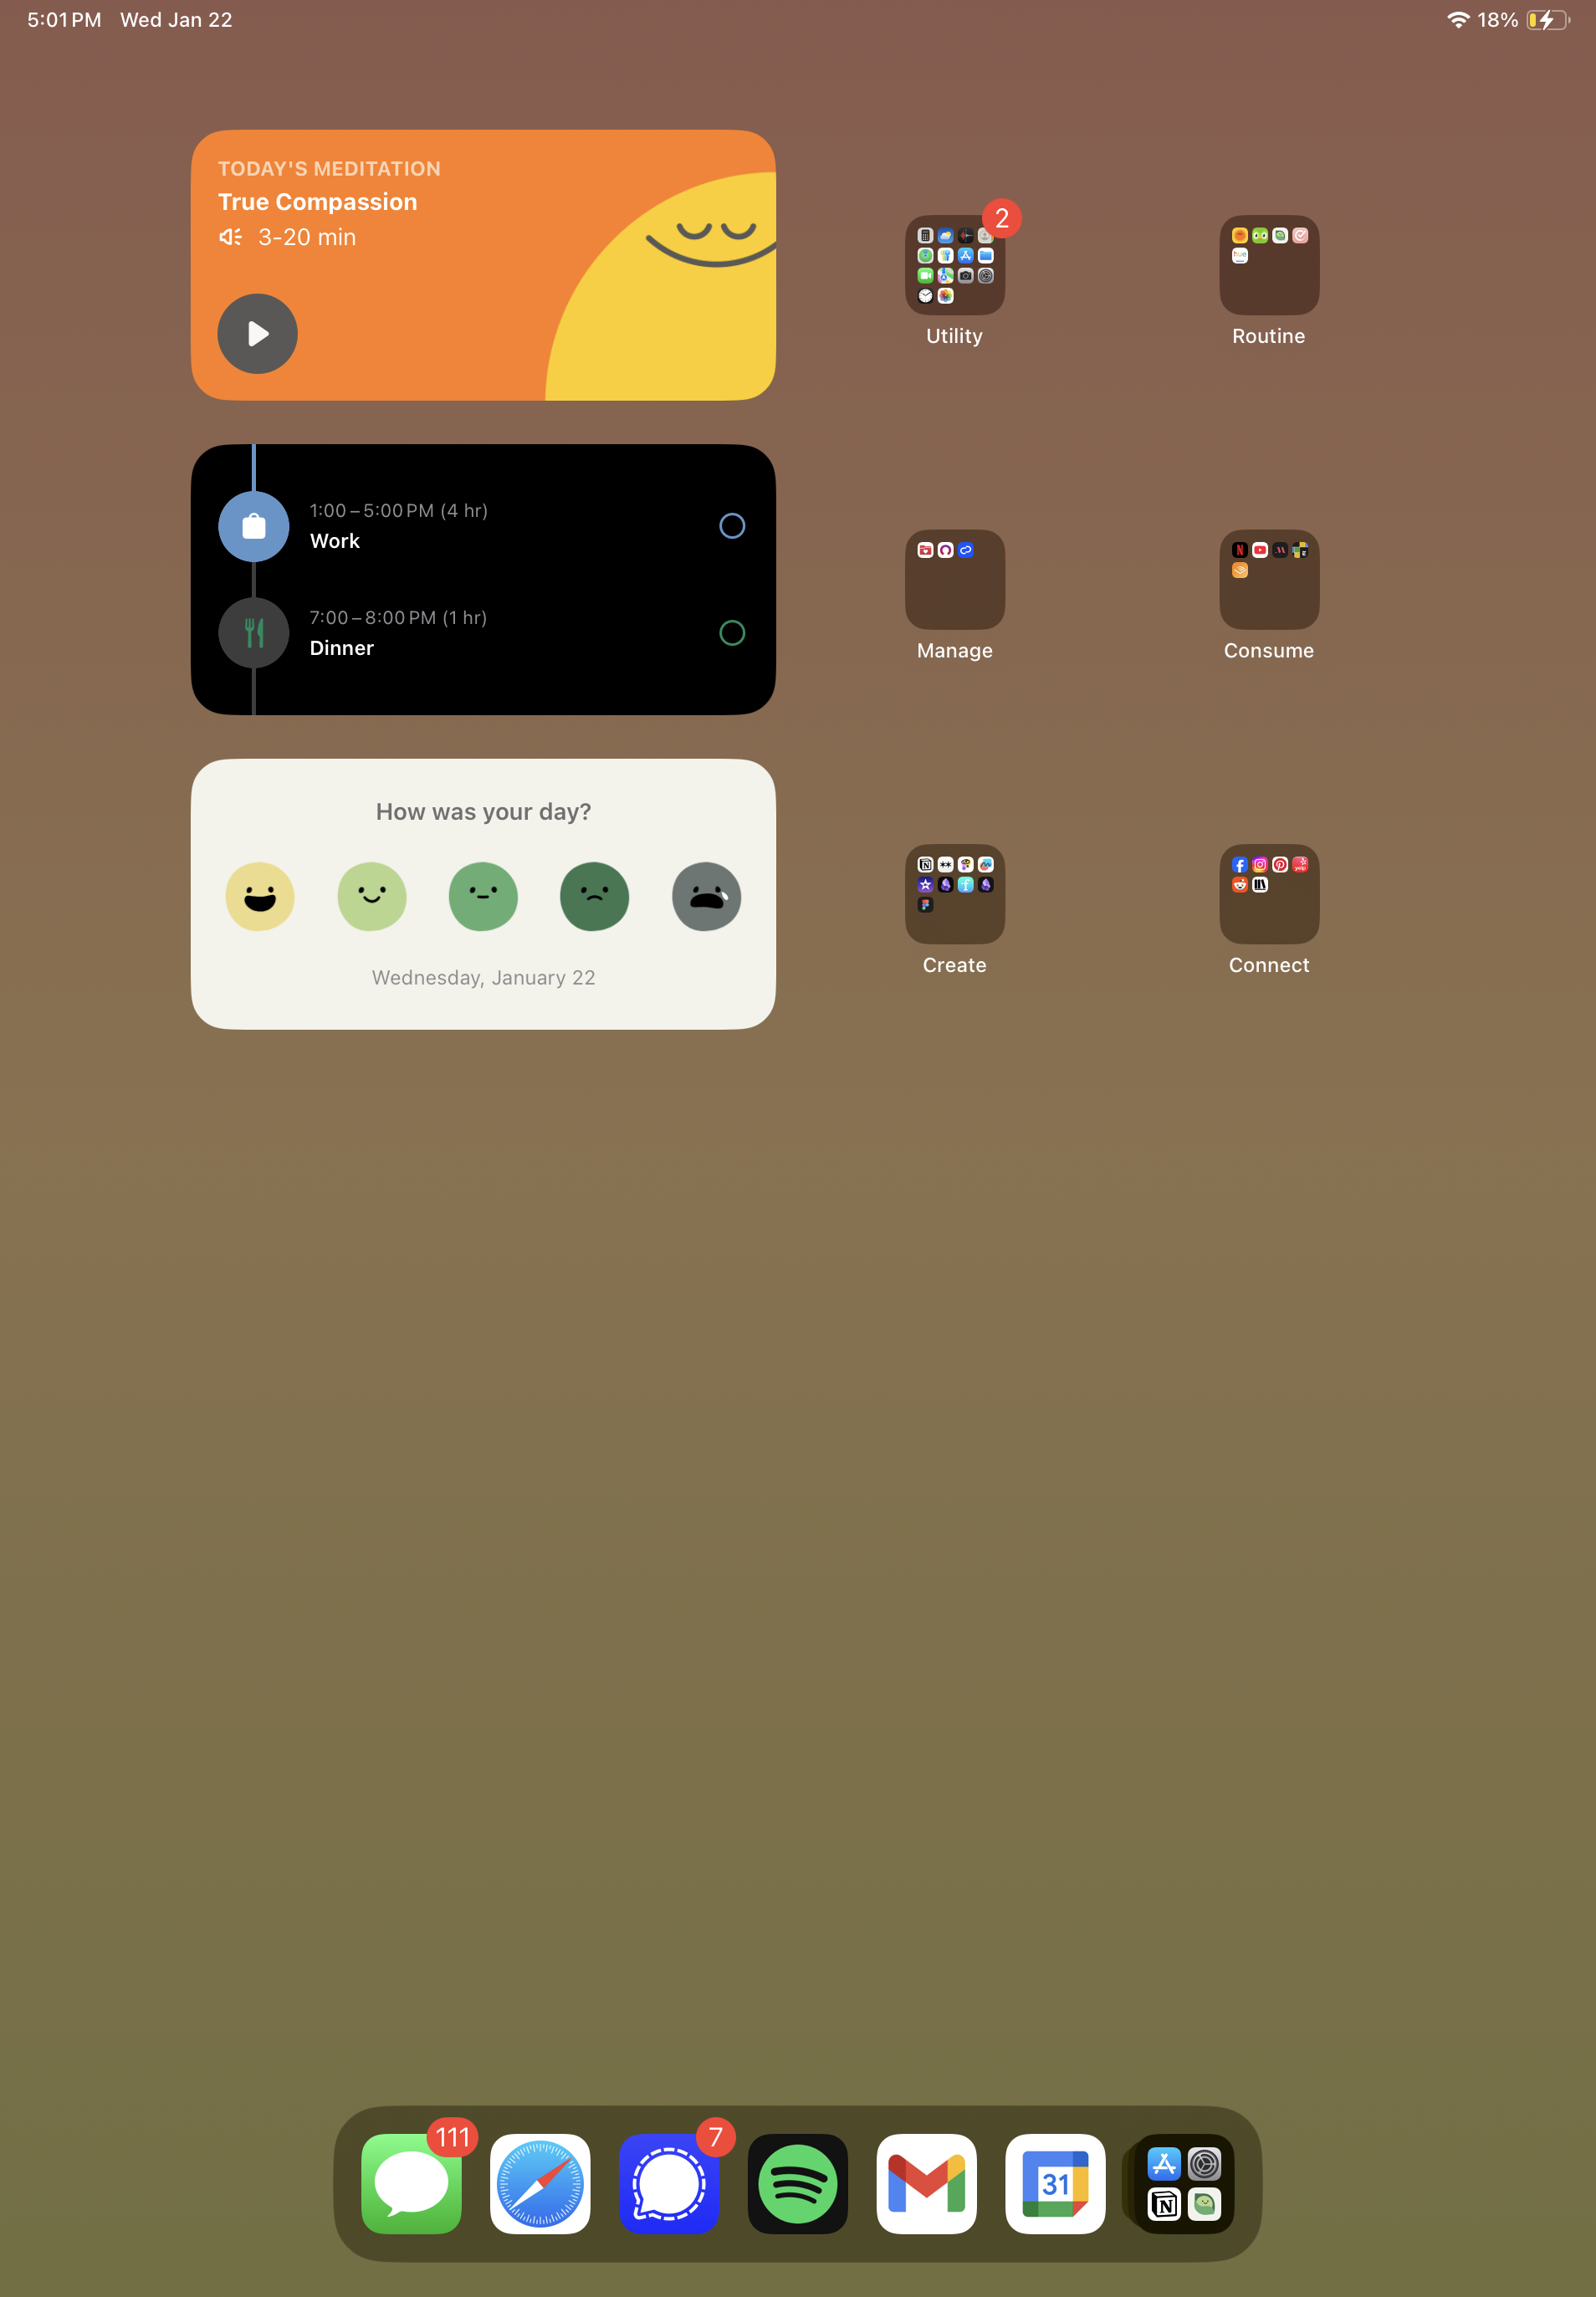 5:01 PM Wed Jan 22
18%
TODAY'S MEDITATION
True Compassion
3-20 min
2
Utility
Routine
1:00 – 5:00 PM (4 hr)
Work
7:00 – 8:00 PM (1 hr)
Dinner
Manage
Consume
How was your day?
Wednesday, January 22
Create
Connect
111
7
31